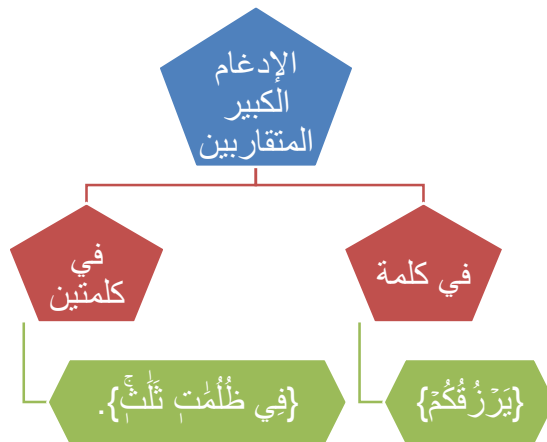 الإدغام
الكبير
المتقاربين
في كلمة
في
كلمتين
{يَرْزُقُكُمْ}
{فِي ظُلُمَٰتٖ ثَلَٰثٖۚ}.